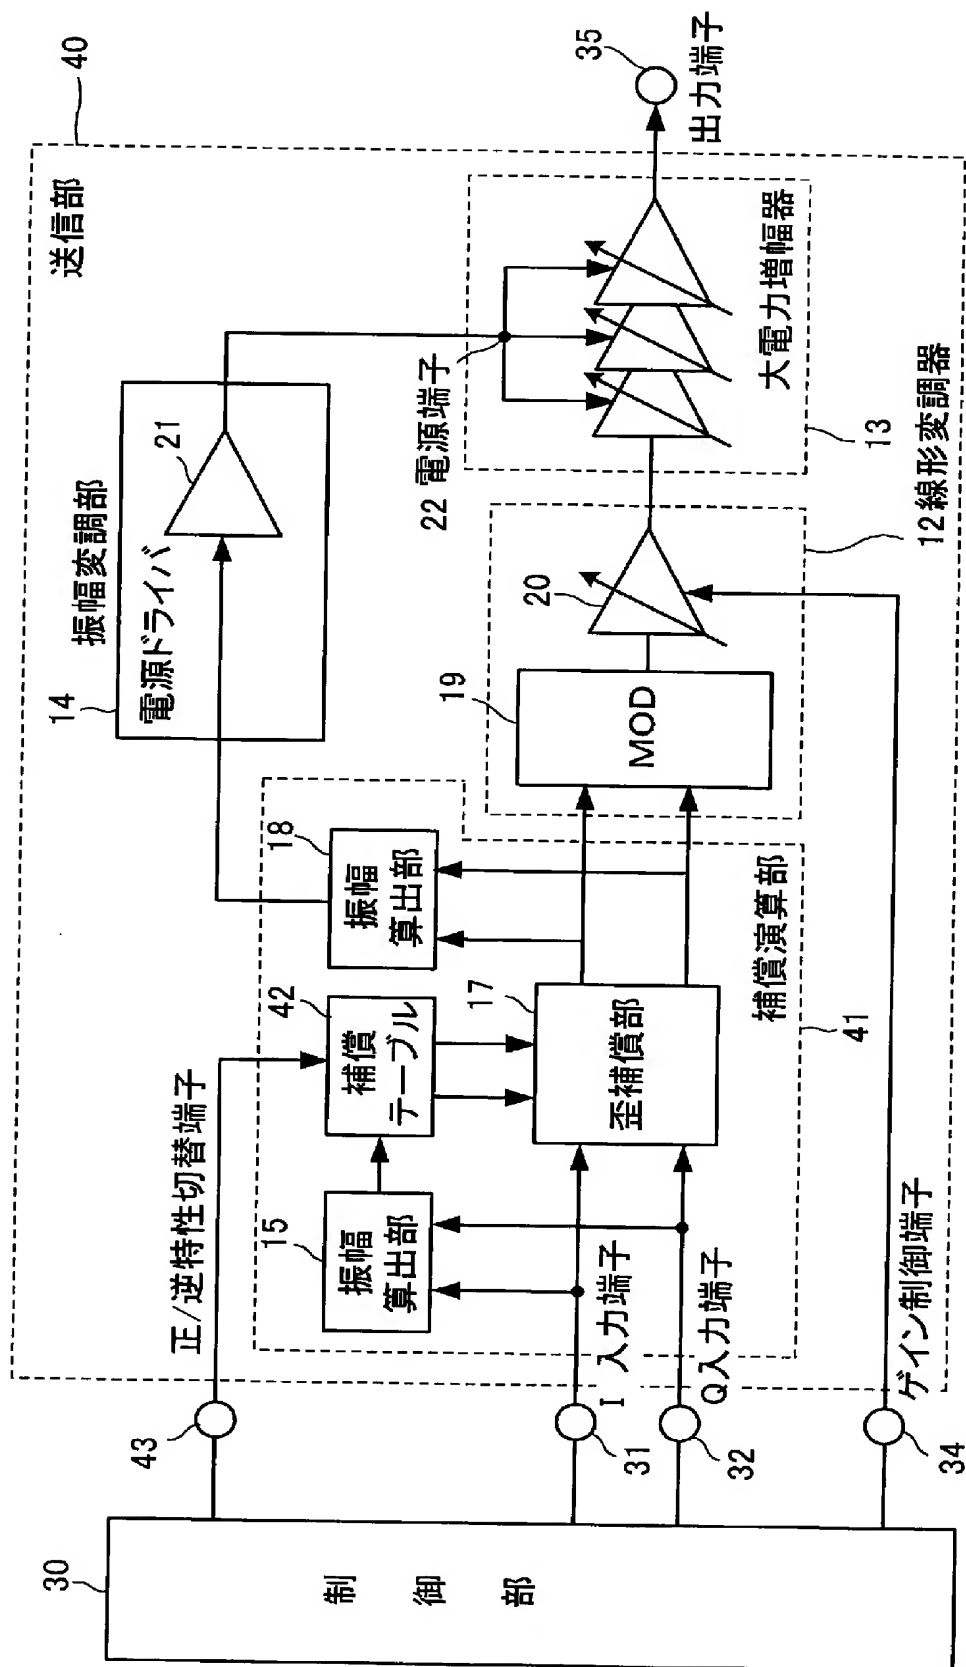 40
送信部
35
出力端子
振幅変調部
14
電源ドライバ
21
22 電源端子
大電力増幅器
13
12線形変調器
20
19
MOD
18
振幅
算出部
42
補償
テーブル
17
歪補償部
補償演算部
41
15
振幅
算出部
正/逆特性切替端子
43
I 入力端子
31
Q入力端子
32
ゲイン制御端子
34
30
制御部